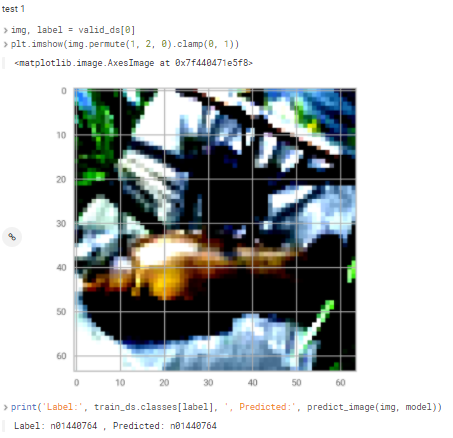 test 1
img, label = valid_ds[0]
plt.imshow(img.permute(1, 2, 0).clamp(0, 1))
<matplotlib.image.AxesImage at 0x7f440471e5f8>
0
10
20
30
40
50
60
0 10 20 30 40 50 60
print('Label:', train_ds.classes[label], ', Predicted:', predict_image(img, model))
Label: n01440764 , Predicted: n01440764